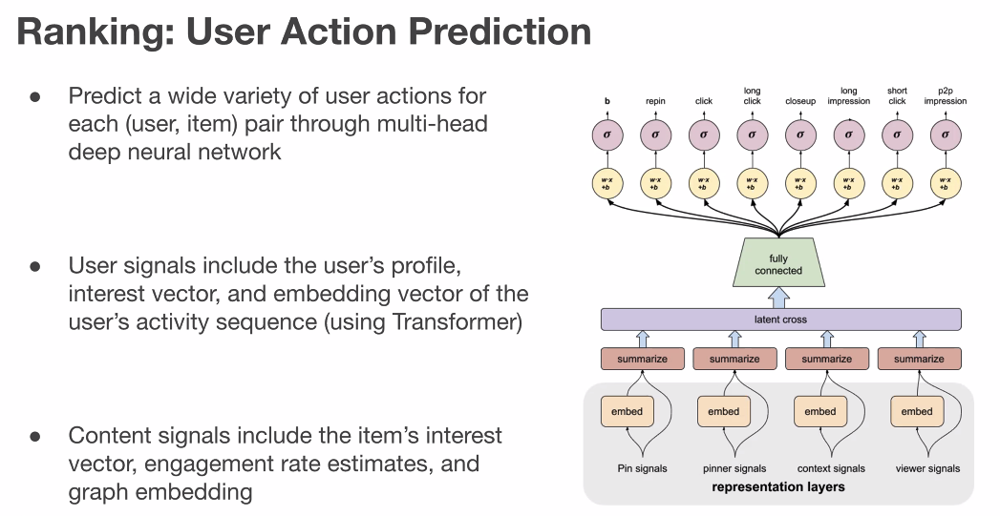 Ranking: User Action Prediction
● Predict a wide variety of user actions for
each (user, item) pair through multi-head
deep neural network
● User signals include the user's profile,
interest vector, and embedding vector of the
user's activity sequence (using Transformer)
● Content signals include the item's interest
vector, engagement rate estimates, and
graph embedding
b repin click long click closeup long impression short click p2p impression
σ σ σ σ σ σ σ σ
w·x +b w·x +b w·x +b w·x +b w·x +b w·x +b w·x +b w·x +b
fully
connected
latent cross
summarize summarize summarize summarize
embed embed embed embed
Pin signals pinner signals context signals viewer signals
representation layers